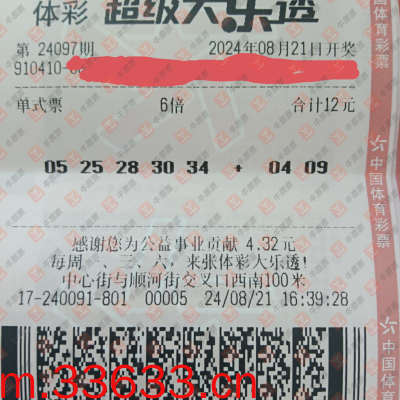 体彩 超级大乐透
第 24097期 2024年08月21日开奖
910410-
单式票 6倍 合计12元
05 25 28 30 34 + 04 09
感谢您为公益事业贡献 4.32元
每周一、三、六，来张体彩大乐透！
中心街与顺河街交叉门西南100米
17-240091-801 00005 24/08/21 16:39:28
m.33633.cn
中国体育彩票
中国体育彩票